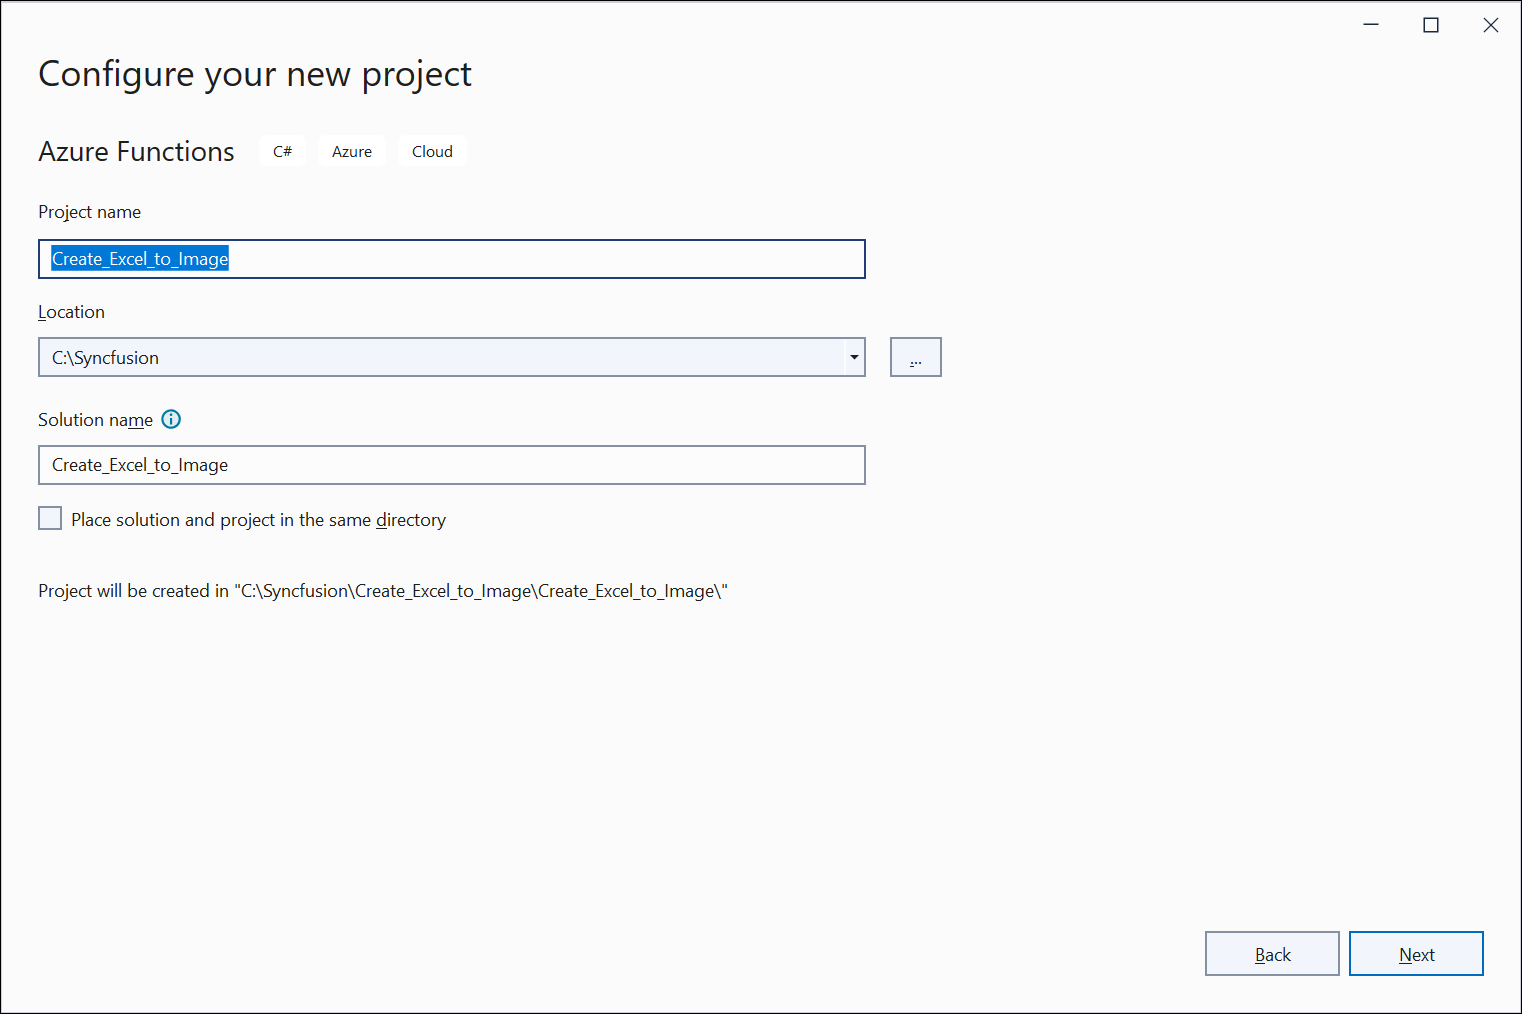 Configure your new project
Azure Functions C# Azure Cloud
Project name
Create_Excel_to_Image
Location
C:\Syncfusion
...
Solution name
Create_Excel_to_Image
Place solution and project in the same directory
Project will be created in "C:\Syncfusion\Create_Excel_to_Image\Create_Excel_to_Image\"
Back Next